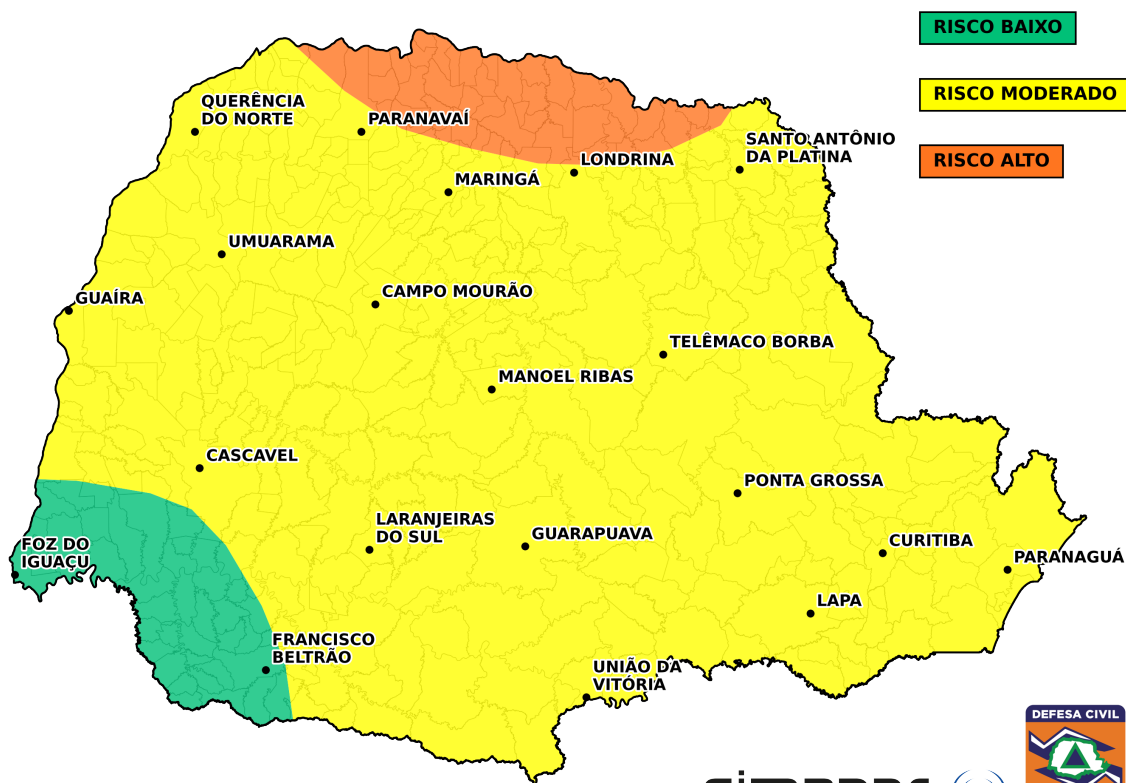 RISCO BAIXO
RISCO MODERADO
RISCO ALTO
QUERÊNCIA
DO NORTE
PARANAVAÍ
SANTO ANTÔNIO
DA PLATINA
LONDRINA
MARINGÁ
UMUARAMA
GUAÍRA
CAMPO MOURÃO
TELÊMACO BORBA
MANOEL RIBAS
CASCAVEL
PONTA GROSSA
LARANJEIRAS
DO SUL
GUARAPUAVA
CURITIBA
FOZ DO
IGUAÇU
PARANAGUÁ
LAPA
FRANCISCO
BELTRÃO
UNIÃO DA
VITÓRIA
DEFESA CIVIL